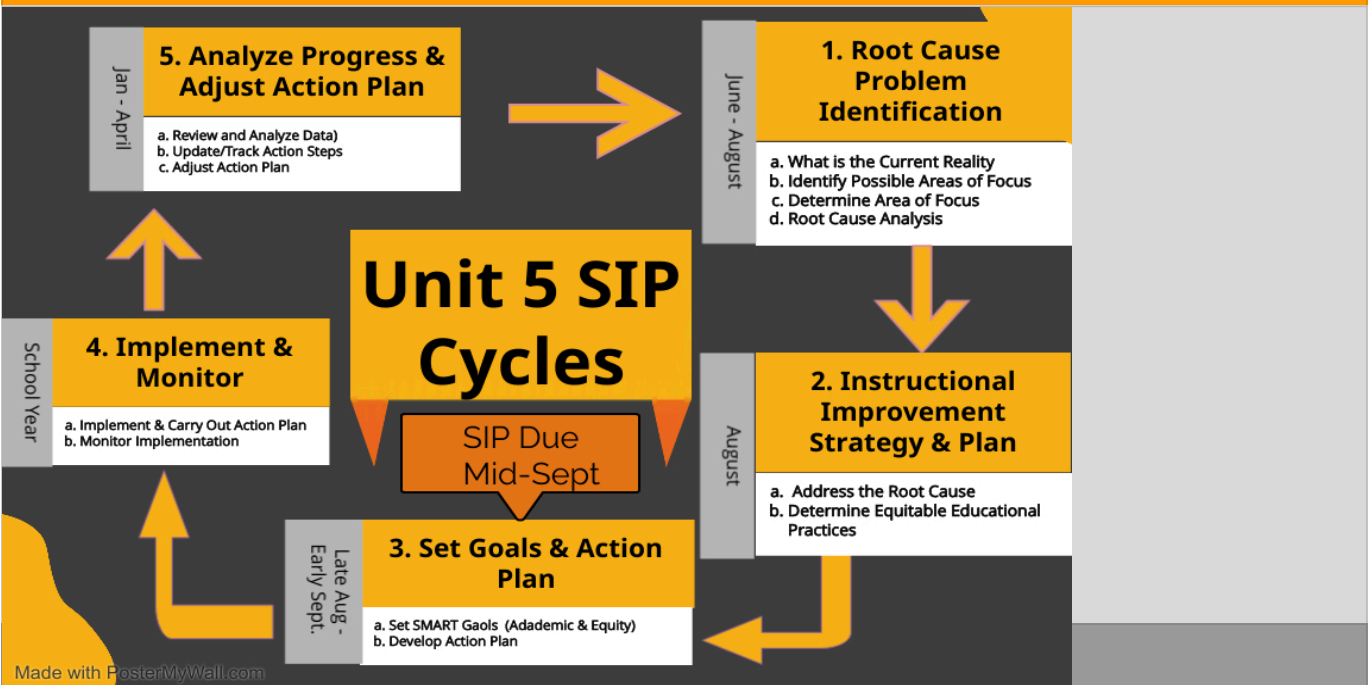 Unit 5 SIP
Cycles
June - August
1. Root Cause
Problem
Identification
a. What is the Current Reality
b. Identify Possible Areas of Focus
c. Determine Area of Focus
d. Root Cause Analysis
August
2. Instructional
Improvement
Strategy & Plan
a. Address the Root Cause
b. Determine Equitable Educational
Practices
SIP Due
Mid-Sept
Late Aug -
Early Sept.
3. Set Goals & Action
Plan
a. Set SMART Gaols (Adademic & Equity)
b. Develop Action Plan
School Year
4. Implement &
Monitor
a. Implement & Carry Out Action Plan
b. Monitor Implementation
Jan - April
5. Analyze Progress &
Adjust Action Plan
a. Review and Analyze Data)
b. Update/Track Action Steps
c. Adjust Action Plan
Made with PosterMyWall.com